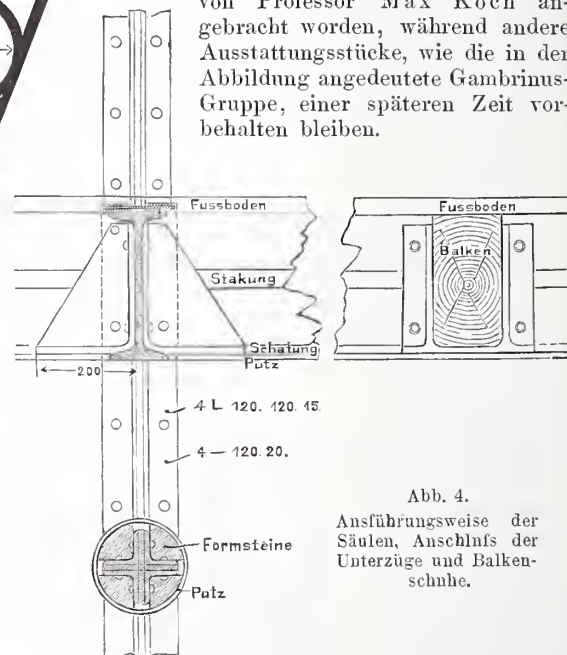 von Professor Max Koch an-
gebracht worden, während andere
Ausstattungsstücke, wie die in der
Abbildung angedeutete Gambrinus-
Gruppe, einer späteren Zeit vor-
behalten bleiben.
Fussboden
Fussboden
Balken
Stakung
Schalung
Putz
200
4 L 120. 120. 15.
4 — 120. 20.
Formsteine
Putz
Abb. 4.
Ausführungsweise der
Säulen, Anschluſs der
Unterzüge und Balken-
schuhe.